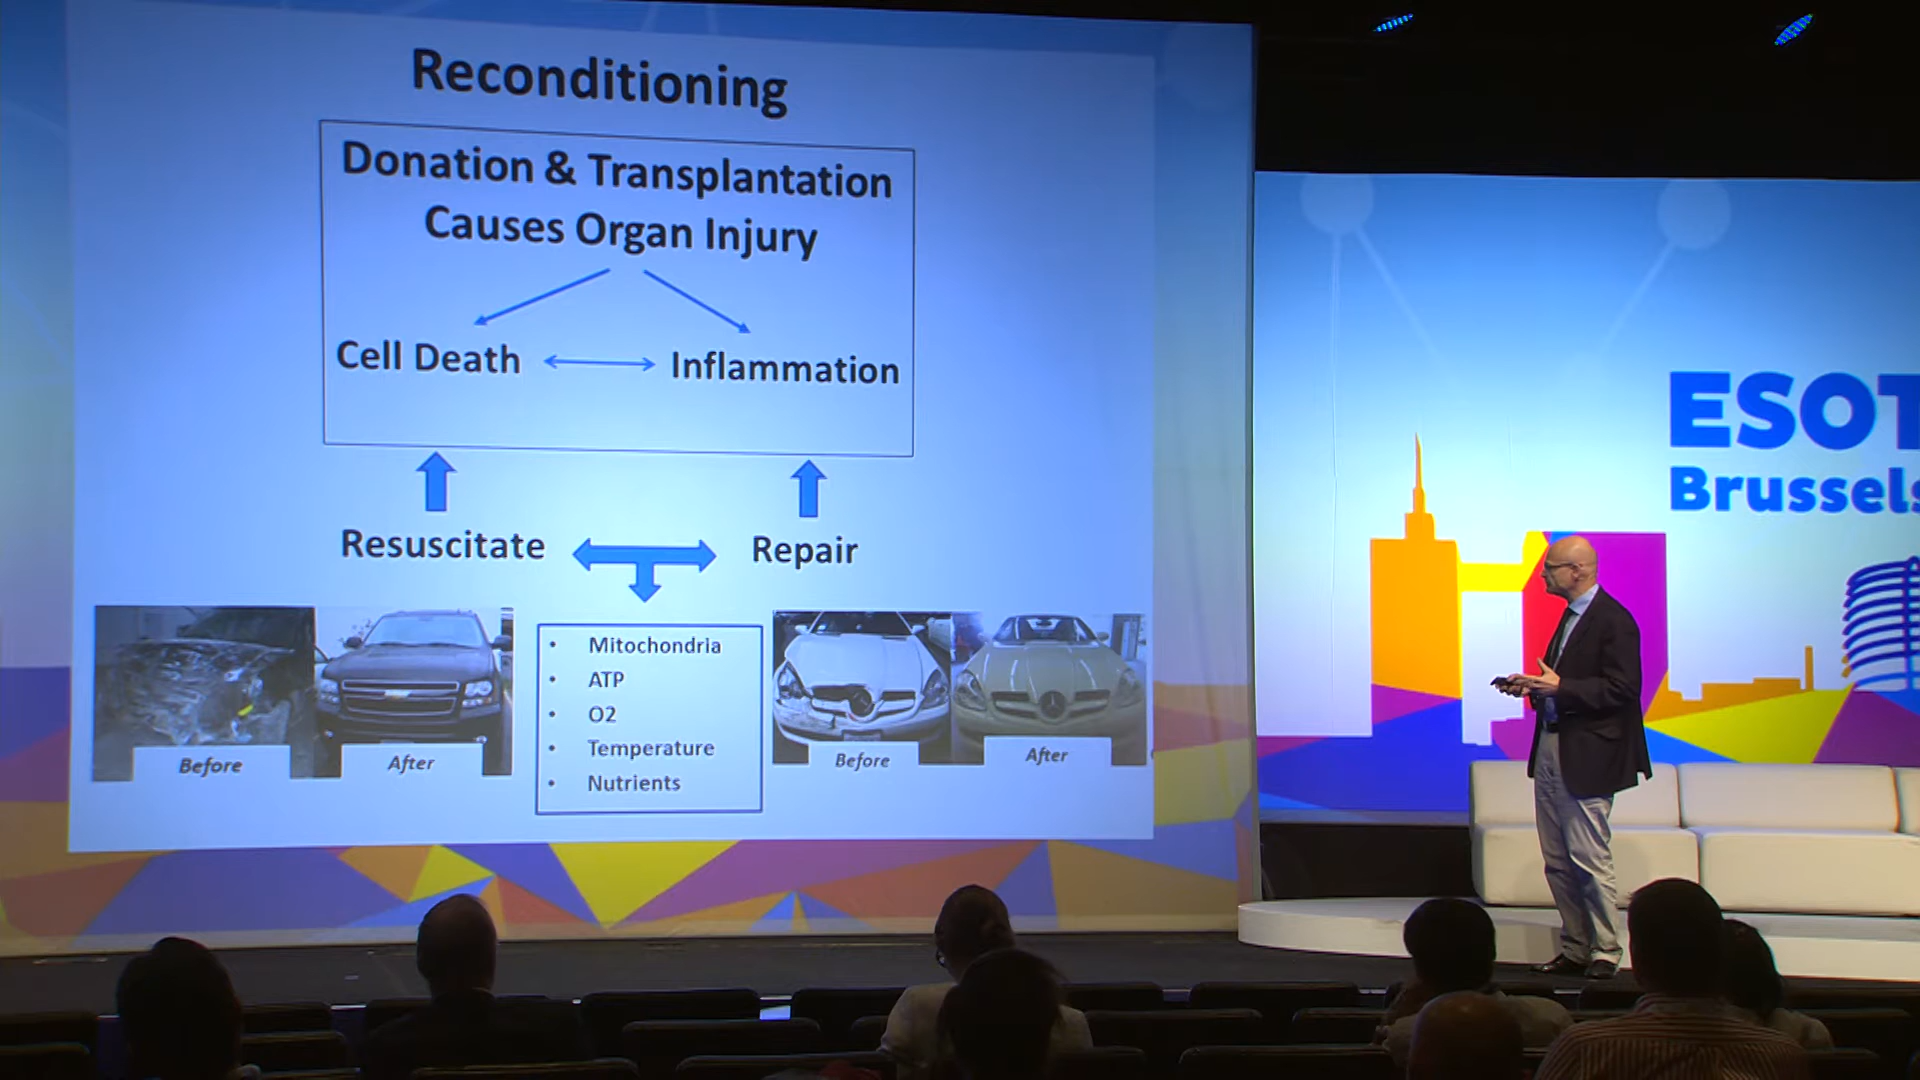 Reconditioning
Donation & Transplantation
Causes Organ Injury
Cell Death
Inflammation
Resuscitate
Repair
• Mitochondria
• ATP
• O2
• Temperature
• Nutrients
Before
After
Before
After
ESOT
Brussels